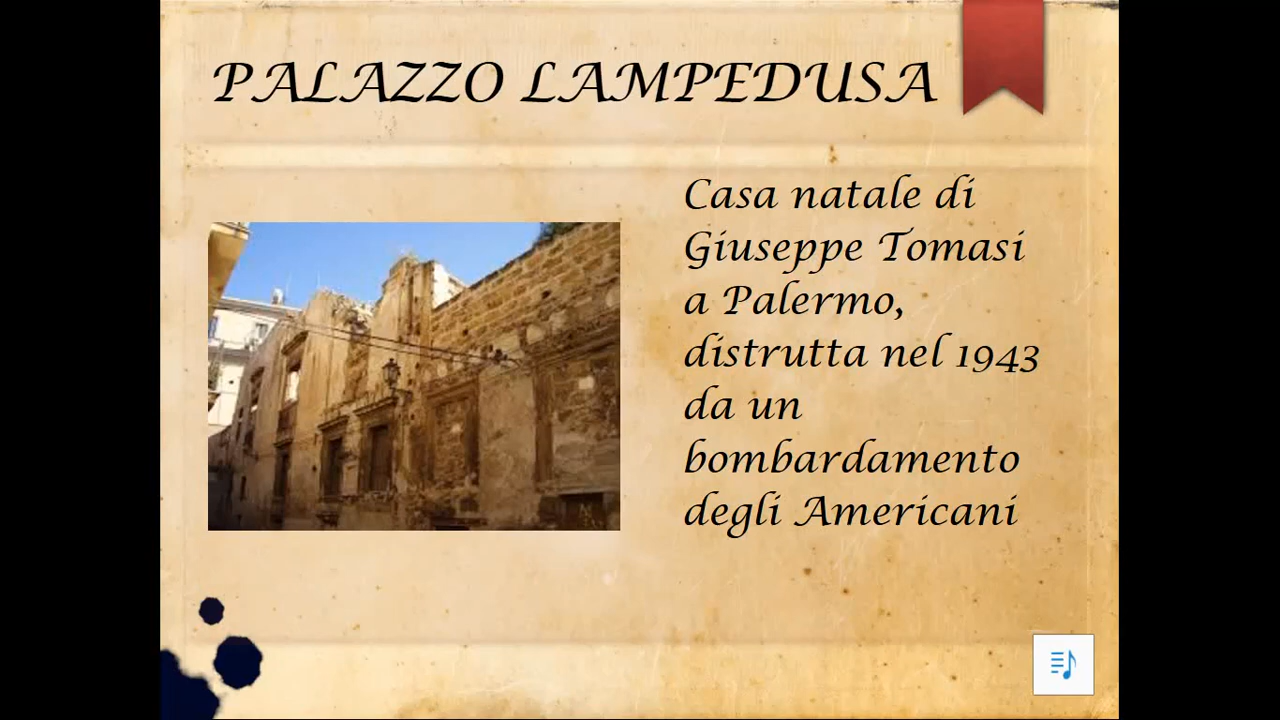 PALAZZO LAMPEDUSA
Casa natale di
Giuseppe Tomasi
a Palermo,
distrutta nel 1943
da un
bombardamento
degli Americani